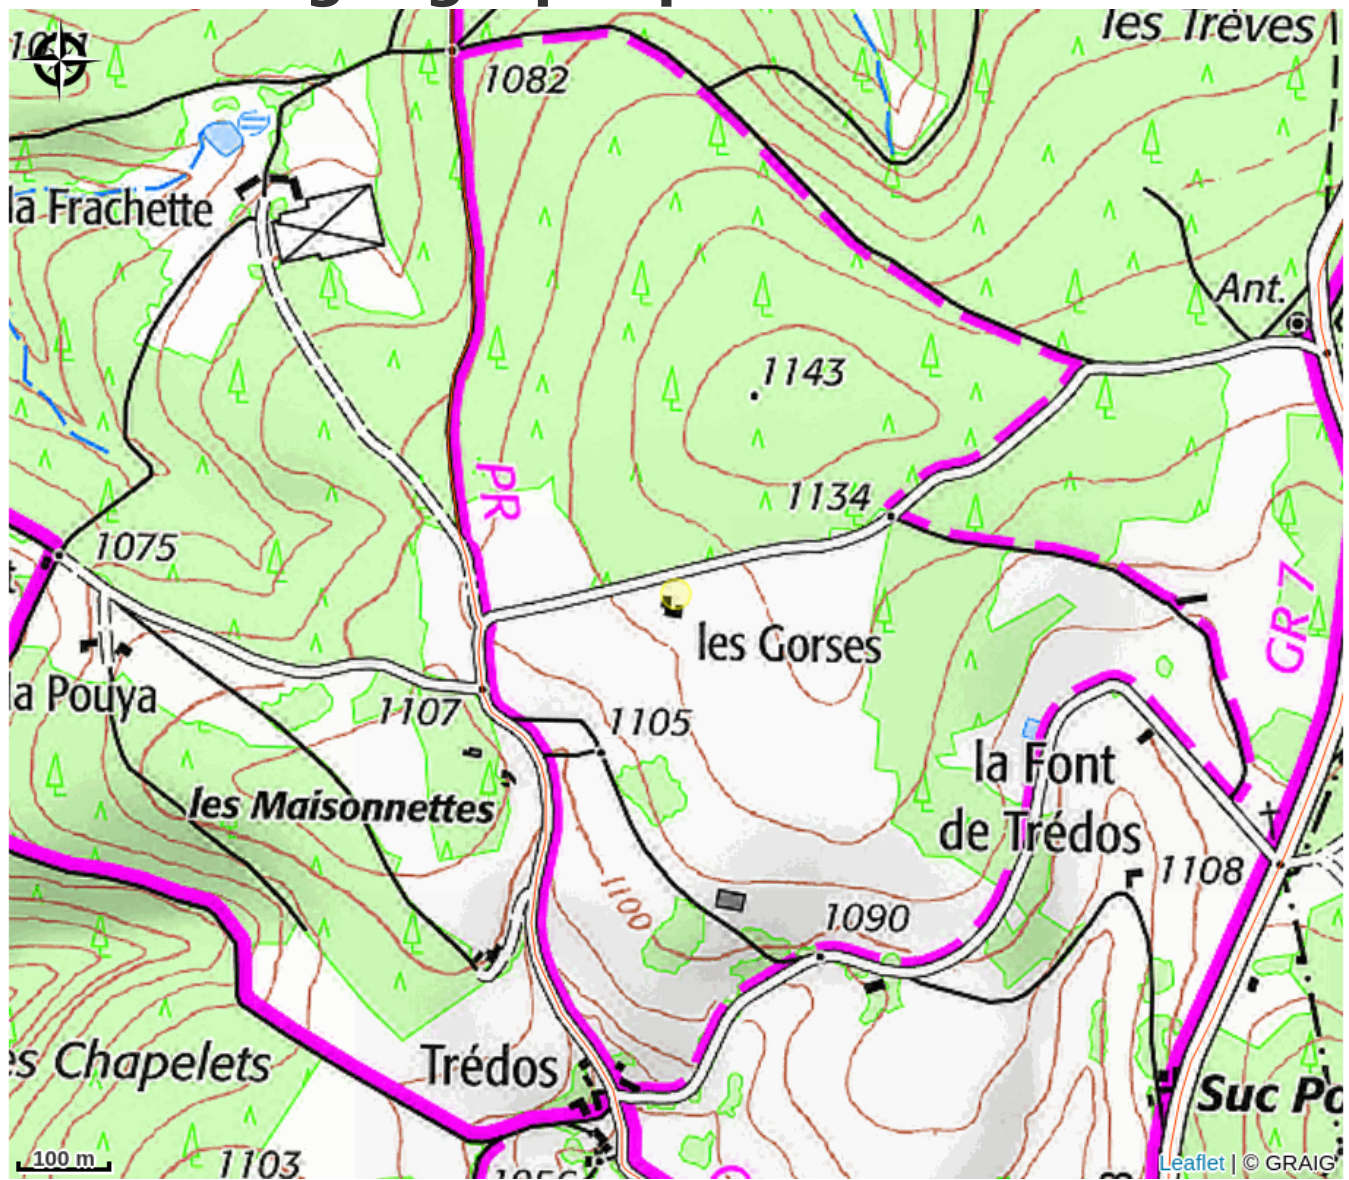 les Trèves
1082
la Frachette
Ant.
1143
PR
1134
1075
GR 7
les Gorses
la Pouya
1107
1105
la Font
de Trédos
les Maisonnettes
1108
1100
1090
es Chapelets
Trédos
Suc Po
100 m
1103
Leaflet | © GRAIG